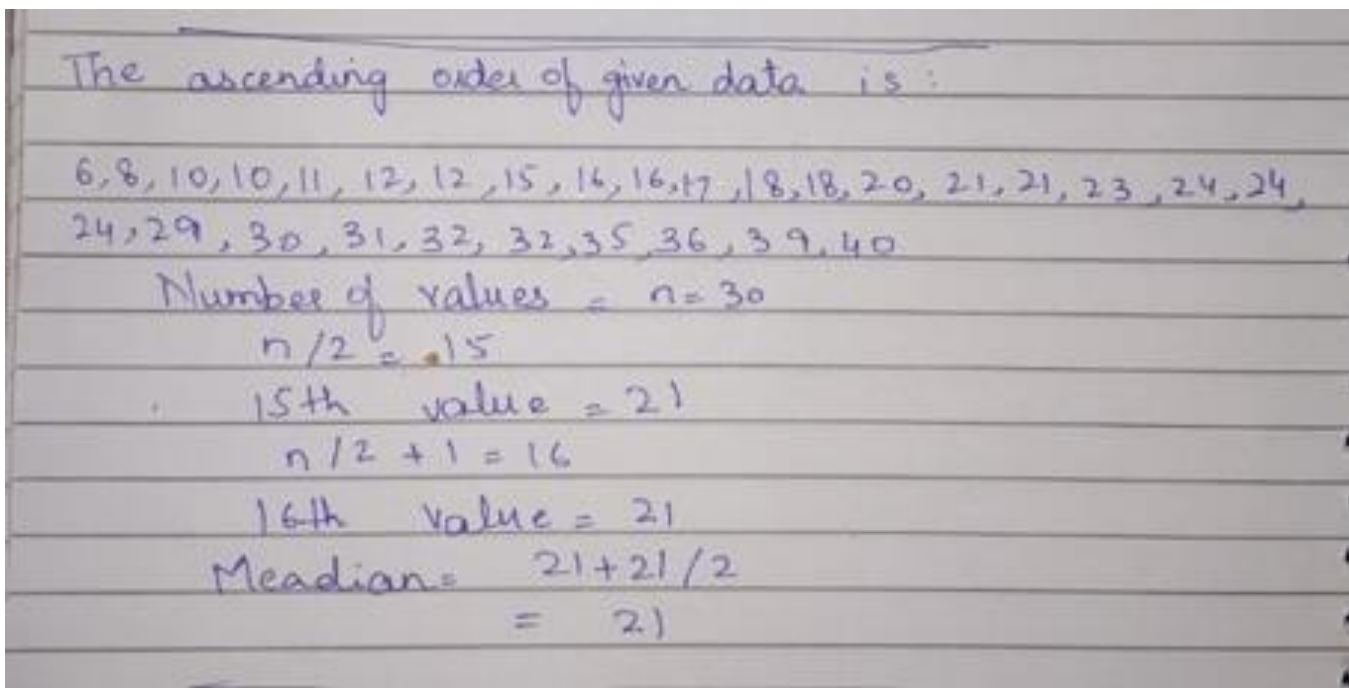 The ascending order of given data is :
6, 8, 10, 10, 11, 12, 12, 15, 16, 16, 17, 18, 18, 20, 21, 21, 23, 24, 24,
24, 29, 30, 31, 32, 32, 35, 36, 39, 40
Number of values = n = 30
n/2 = 15
15th value = 21
n/2 + 1 = 16
16th value = 21
Meadian = 21+21/2
= 21